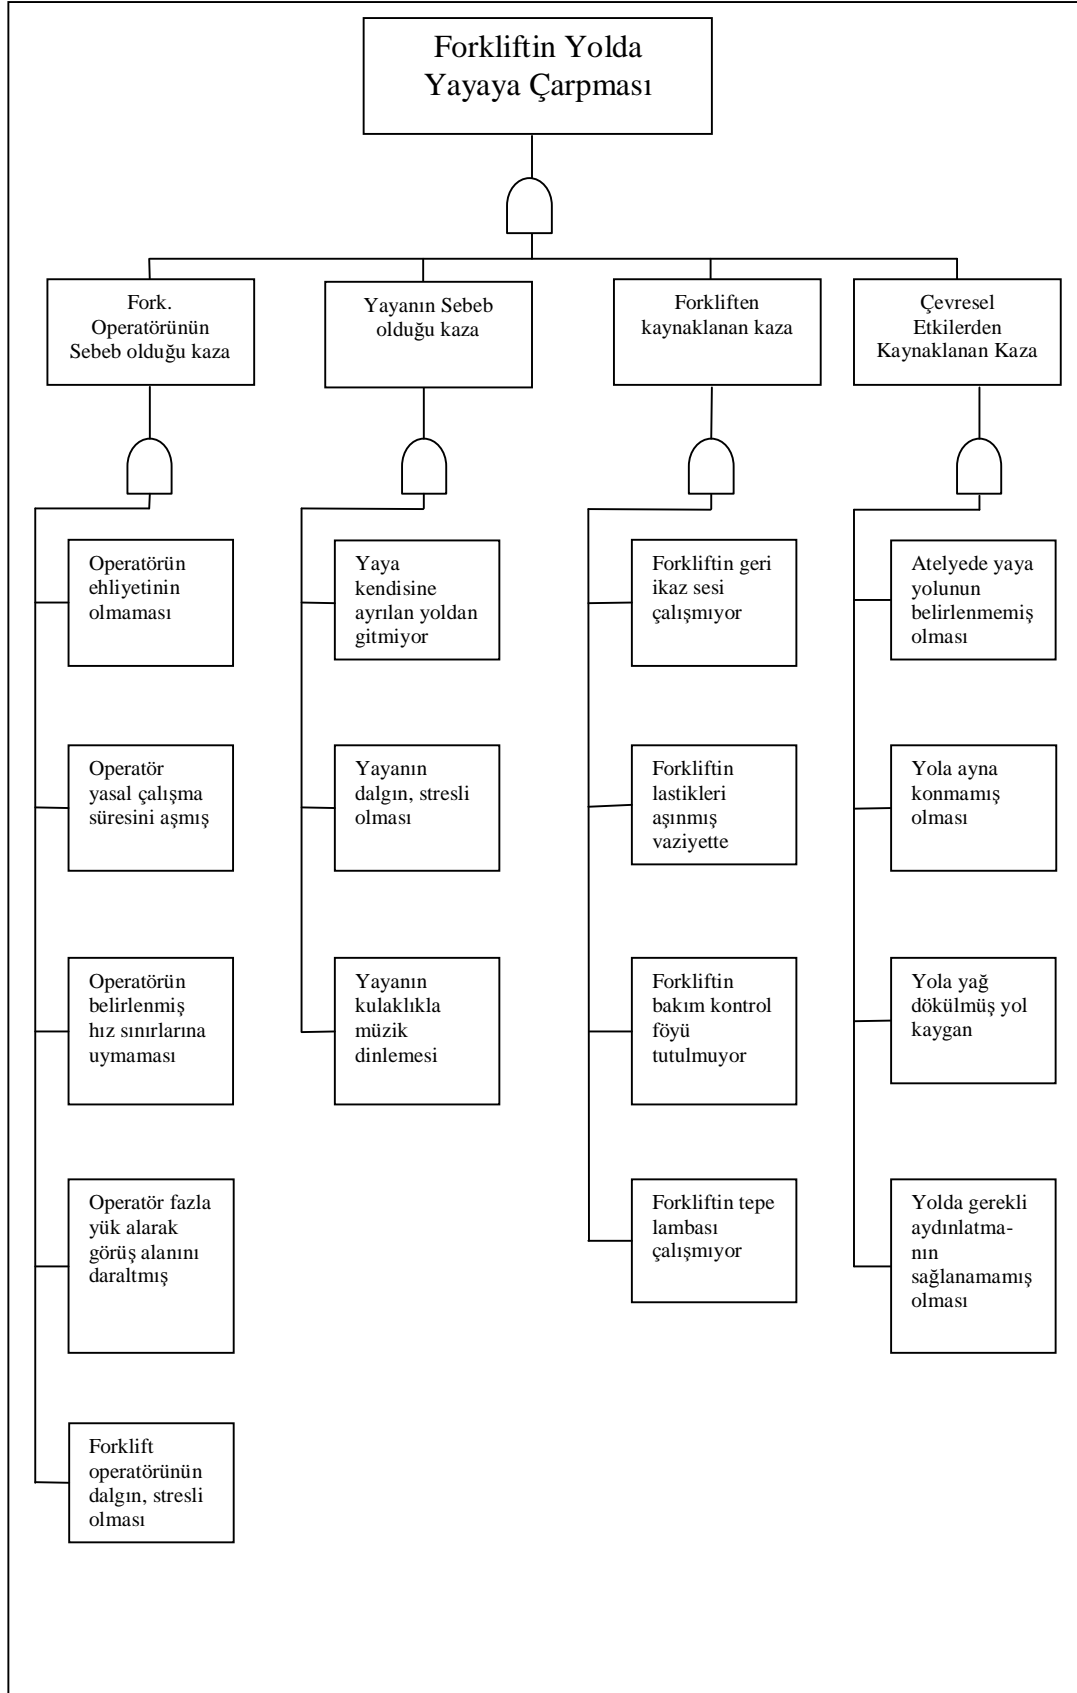 Forkliftin Yolda
Yayaya Çarpması
Fork.
Operatörünün
Sebeb olduğu kaza
Yayanın Sebeb
olduğu kaza
Forkliften
kaynaklanan kaza
Çevresel
Etkilerden
Kaynaklanan Kaza
Operatörün
ehliyetinin
olmaması
Operatör
yasal çalışma
süresini aşmış
Operatörün
belirlenmiş
hız sınırlarına
uymaması
Operatör fazla
yük alarak
görüş alanını
daraltmış
Forklift
operatörünün
dalgın, stresli
olması
Yaya
kendisine
ayrılan yoldan
gitmiyor
Yayanın
dalgın, stresli
olması
Yayanın
kulaklıkla
müzik
dinlemesi
Forkliftin geri
ikaz sesi
çalışmıyor
Forkliftin
lastikleri
aşınmış
vaziyette
Forkliftin
bakım kontrol
föyü
tutulmuyor
Forkliftin tepe
lambası
çalışmıyor
Atelyede yaya
yolunun
belirlenmemiş
olması
Yola ayna
konmamış
olması
Yola yağ
dökülmüş yol
kaygan
Yolda gerekli
aydınlatma-
nın
sağlanamamış
olması